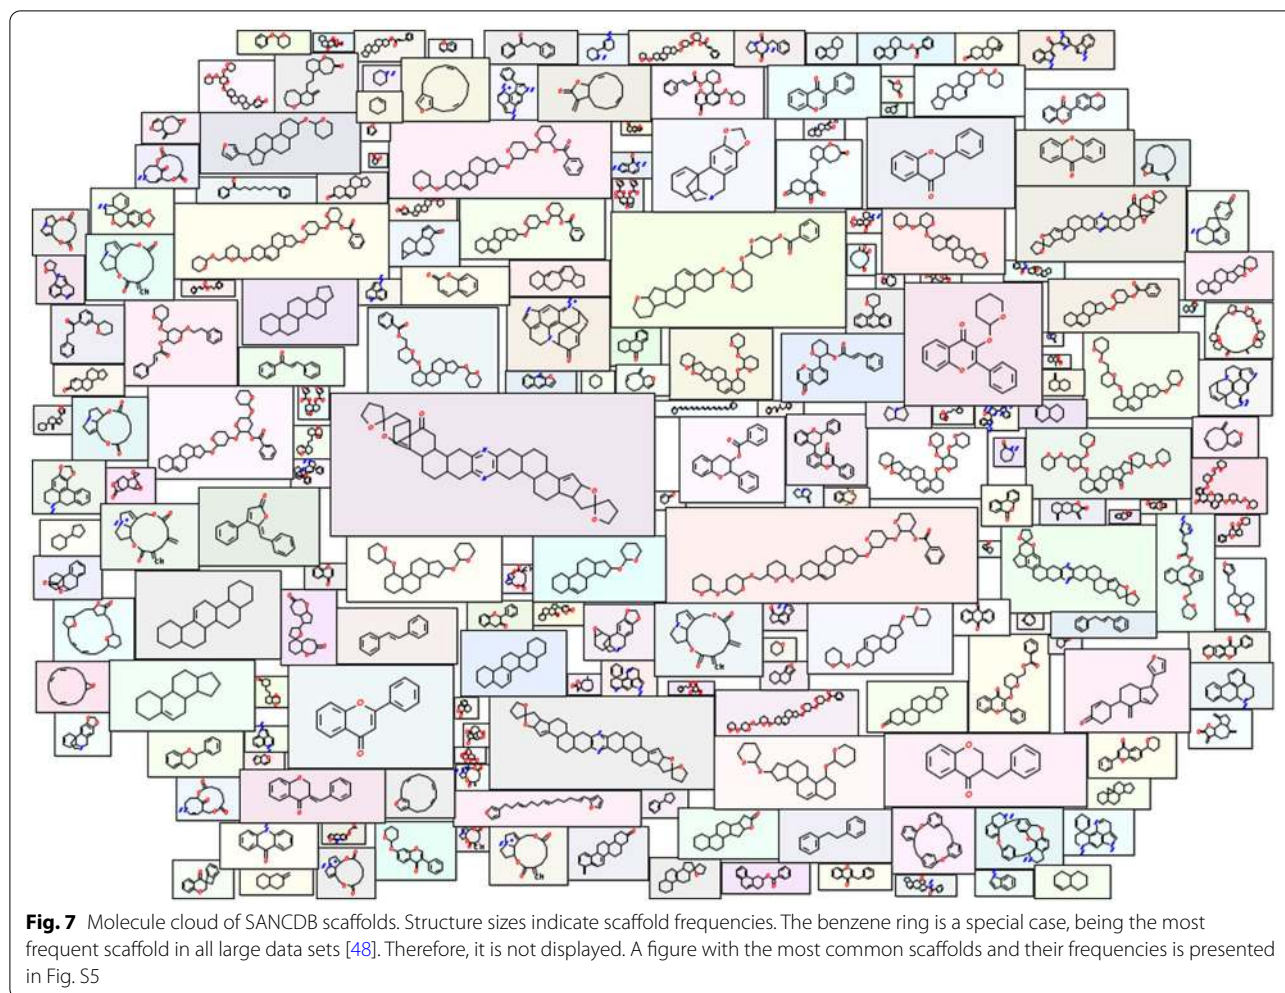 Fig. 7 Molecule cloud of SANCDB scaffolds. Structure sizes indicate scaffold frequencies. The benzene ring is a special case, being the most
frequent scaffold in all large data sets [48]. Therefore, it is not displayed. A figure with the most common scaffolds and their frequencies is presented
in Fig. S5